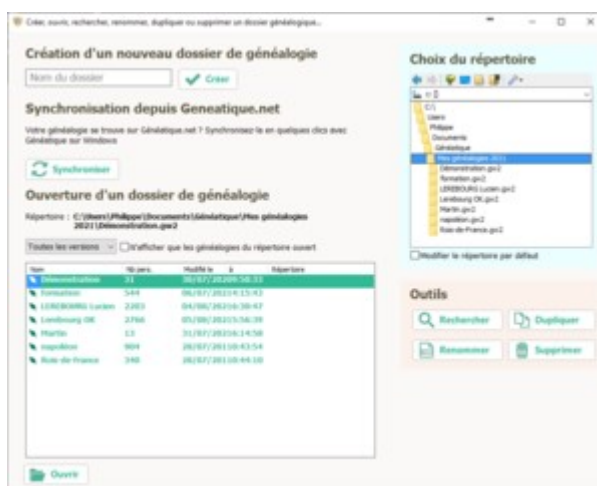 Créer, ouvrir, rechercher, renommer, dupliquer ou supprimer un dossier généalogique...
Création d'un nouveau dossier de généalogie
Nom du dossier
Créer
Synchronisation depuis Geneatique.net
Votre généalogie se trouve sur Généatique.net ? Synchronisez-le en quelques clics avec
Généatique sur Windows
Synchroniser
Ouverture d'un dossier de généalogie
Répertoire : C:\Users\Philippe\Documents\Généatique\Mes généalogies
2021\Démonstration.gw2
Toutes les versions
N'afficher que les généalogies du répertoire ouvert
Nom Nb pers. Modifié le à Répertoire
Démonstration 31
formation 544
LEREBOURG Lucien 2203
Lerebourg OK 2766
Martin 13
napoléon 904
Rois de France 340
Ouvrir
Choix du répertoire
c: []
C:\
Users
Philippe
Documents
Généatique
Mes généalogies 2021
Démonstration.gw2
formation.gw2
LEREBOURG Lucien.gw2
Lerebourg OK.gw2
Martin.gw2
napoléon.gw2
Rois de France.gw2
Modifier le répertoire par défaut
Outils
Rechercher
Dupliquer
Renommer
Supprimer